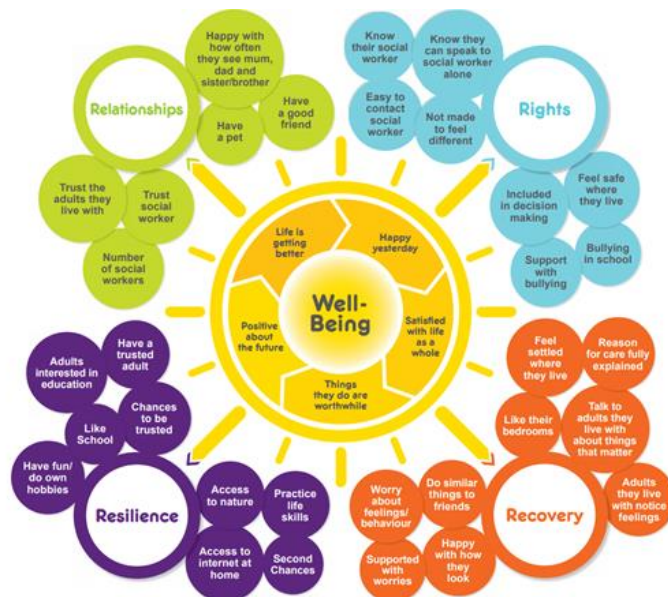 Relationships
Happy with
how often
they see mum,
dad and
sister/brother
Have
a pet
Have
a good
friend
Trust the
adults they
live with
Trust
social
worker
Number
of social
workers
Know
their social
worker
Know they
can speak to
social worker
alone
Easy to
contact
social
worker
Not made
to feel
different
Rights
Included
in decision
making
Feel safe
where
they live
Support
with
bullying
Bullying
in school
Life is
getting
better
Happy
yesterday
Well-
Being
Positive
about
the future
Satisfied
with life
as a
whole
Things
they do are
worthwhile
Adults
interested in
education
Have a
trusted
adult
Like
School
Chances
to be
trusted
Have fun/
do own
hobbies
Resilience
Access
to nature
Practice
life
skills
Access to
internet at
home
Second
Chances
Feel
settled
where
they live
Reason
for care fully
explained
Like their
bedrooms
Talk to
adults they
live with
about things
that matter
Worry
about
feelings/
behaviour
Do similar
things to
friends
Supported
with
worries
Happy
with how
they
look
Recovery
Adults
they live
with notice
feelings